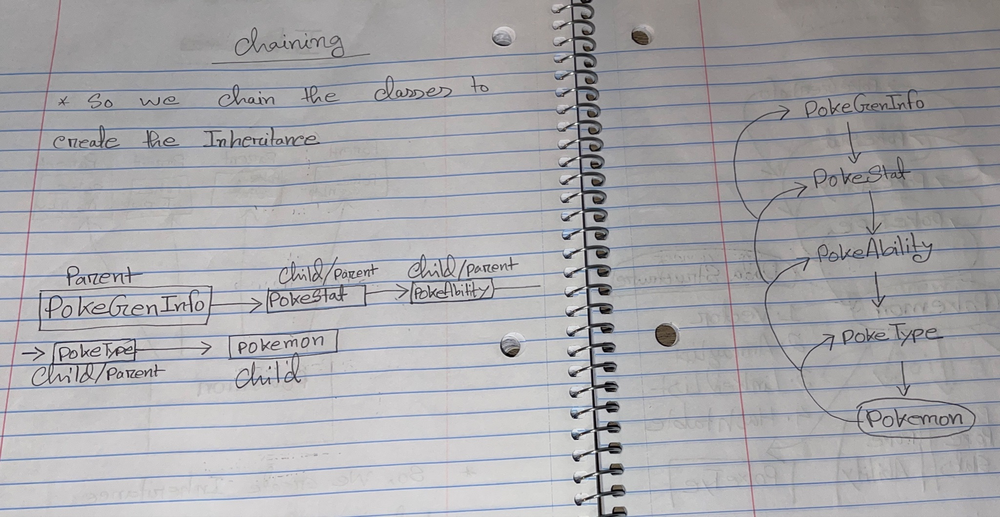 Chaining
* So we chain the classes to
create the Inheritance
Parent
PokeGenInfo
Child/Parent
PokeStat
Child/Parent
PokeAbility
PokeType
Child/Parent
Pokemon
Child
PokeGenInfo
PokeStat
PokeAbility
PokeType
Pokemon